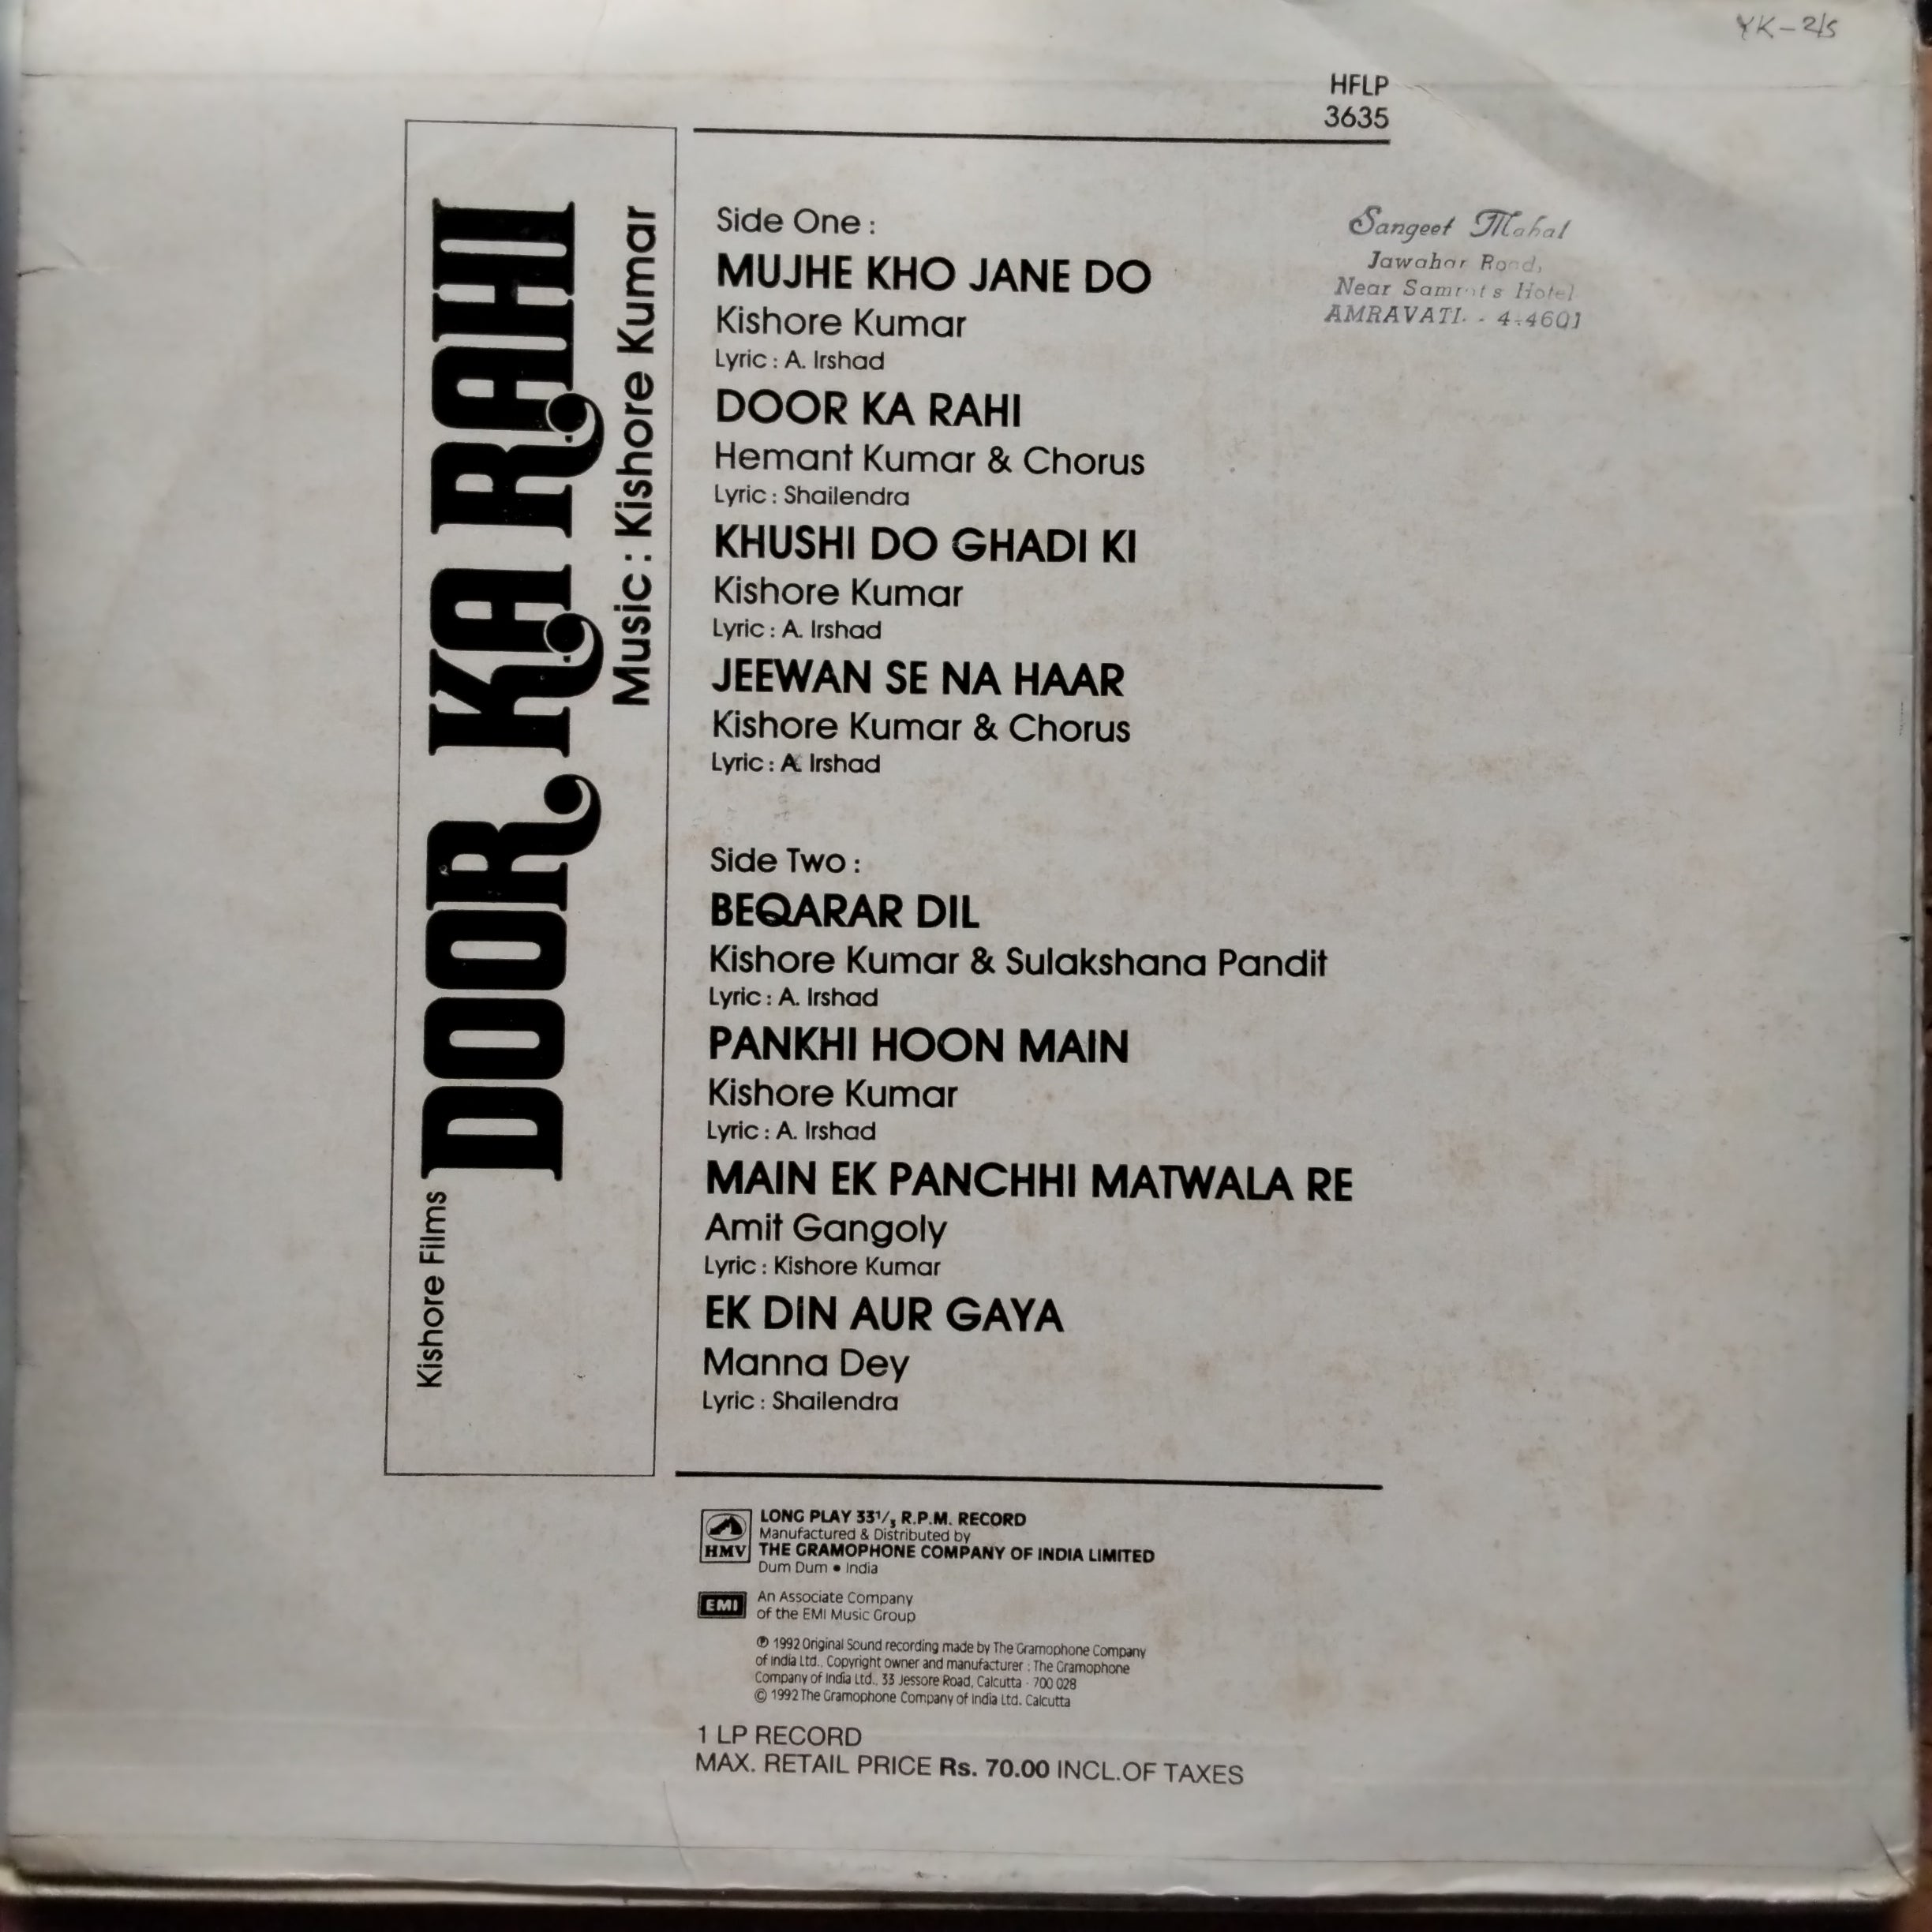 YK-2/5
HFLP
3635
Kishore Films
DOOR KA RAHI
Music : Kishore Kumar
Side One :
MUJHE KHO JANE DO
Kishore Kumar
Lyric : A. Irshad
DOOR KA RAHI
Hemant Kumar & Chorus
Lyric : Shailendra
KHUSHI DO GHADI KI
Kishore Kumar
Lyric : A. Irshad
JEEWAN SE NA HAAR
Kishore Kumar & Chorus
Lyric : A. Irshad
Side Two :
BEQARAR DIL
Kishore Kumar & Sulakshana Pandit
Lyric : A. Irshad
PANKHI HOON MAIN
Kishore Kumar
Lyric : A. Irshad
MAIN EK PANCHHI MATWALA RE
Amit Gangoly
Lyric : Kishore Kumar
EK DIN AUR GAYA
Manna Dey
Lyric : Shailendra
Sangeet Mahal
Jawahar Road,
Near Samrat's Hotel
AMRAVATI. -
HMV
LONG PLAY 33⅓ R.P.M. RECORD
Manufactured & Distributed by
THE GRAMOPHONE COMPANY OF INDIA LIMITED
Dum Dum • India
EMI
An Associate Company
of the EMI Music Group
℗ 1992 Original Sound recording made by The Gramophone Company
of India Ltd., Copyright owner and manufacturer : The Gramophone
Company of India Ltd., 33 Jessore Road, Calcutta - 700 028
© 1992 The Gramophone Company of India Ltd. Calcutta
1 LP RECORD
MAX. RETAIL PRICE Rs. 70.00 INCL.OF TAXES